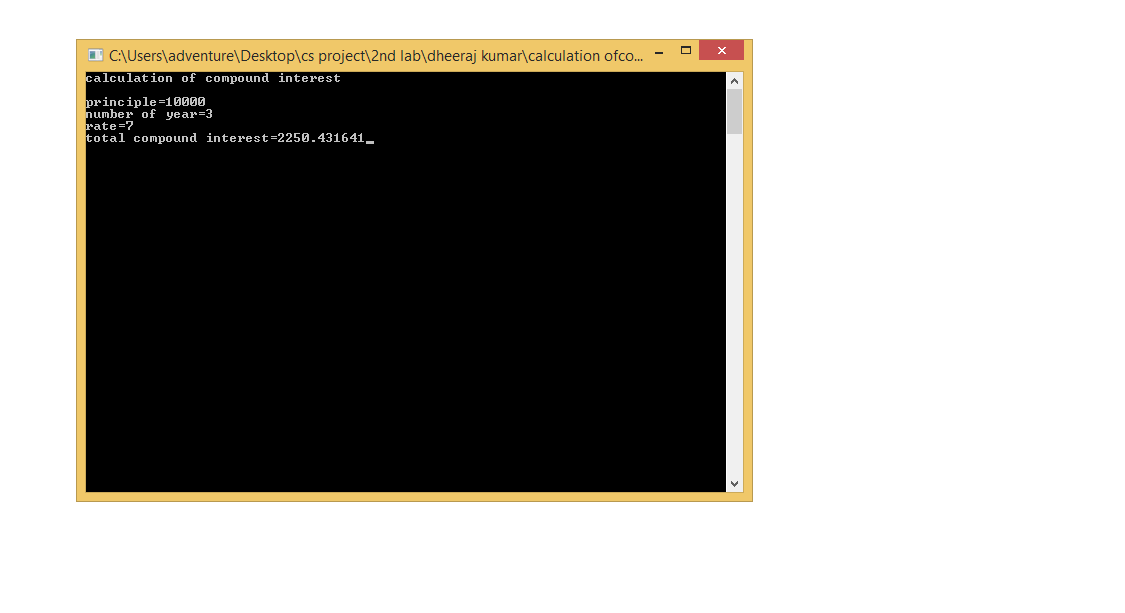 C:\Users\adventure\Desktop\cs project\2nd lab\dheeraj kumar\calculation ofco...
calculation of compound interest
principle=10000
number of year=3
rate=7
total compound interest=2250.431641